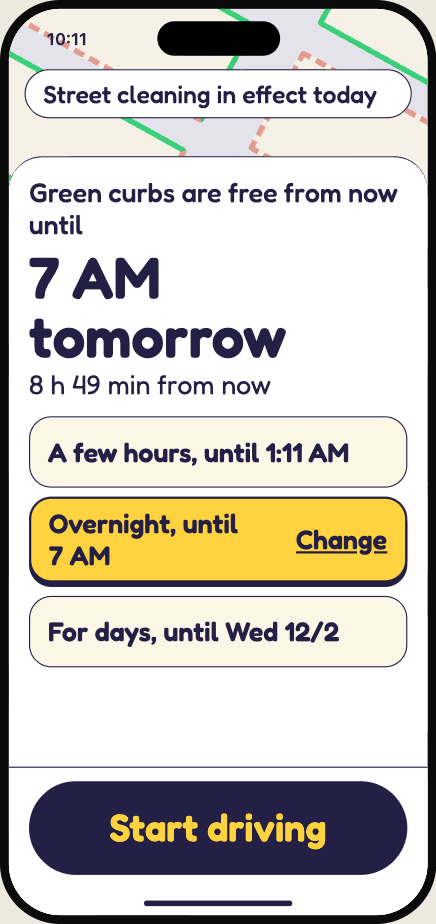 10:11
Street cleaning in effect today
Green curbs are free from now
until
7 AM
tomorrow
8 h 49 min from now
A few hours, until 1:11 AM
Overnight, until
7 AM
Change
For days, until Wed 12/2
Start driving